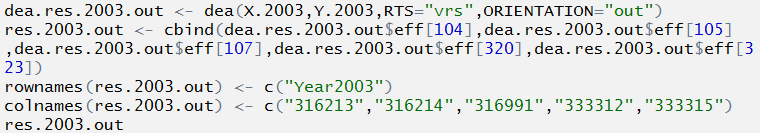 dea.res.2003.out <- dea(X.2003,Y.2003,RTS="vrs",ORIENTATION="out")
res.2003.out <- cbind(dea.res.2003.out$eff[104],dea.res.2003.out$eff[105]
,dea.res.2003.out$eff[107],dea.res.2003.out$eff[320],dea.res.2003.out$eff[3
23])
rownames(res.2003.out) <- c("Year2003")
colnames(res.2003.out) <- c("316213","316214","316991","333312","333315")
res.2003.out